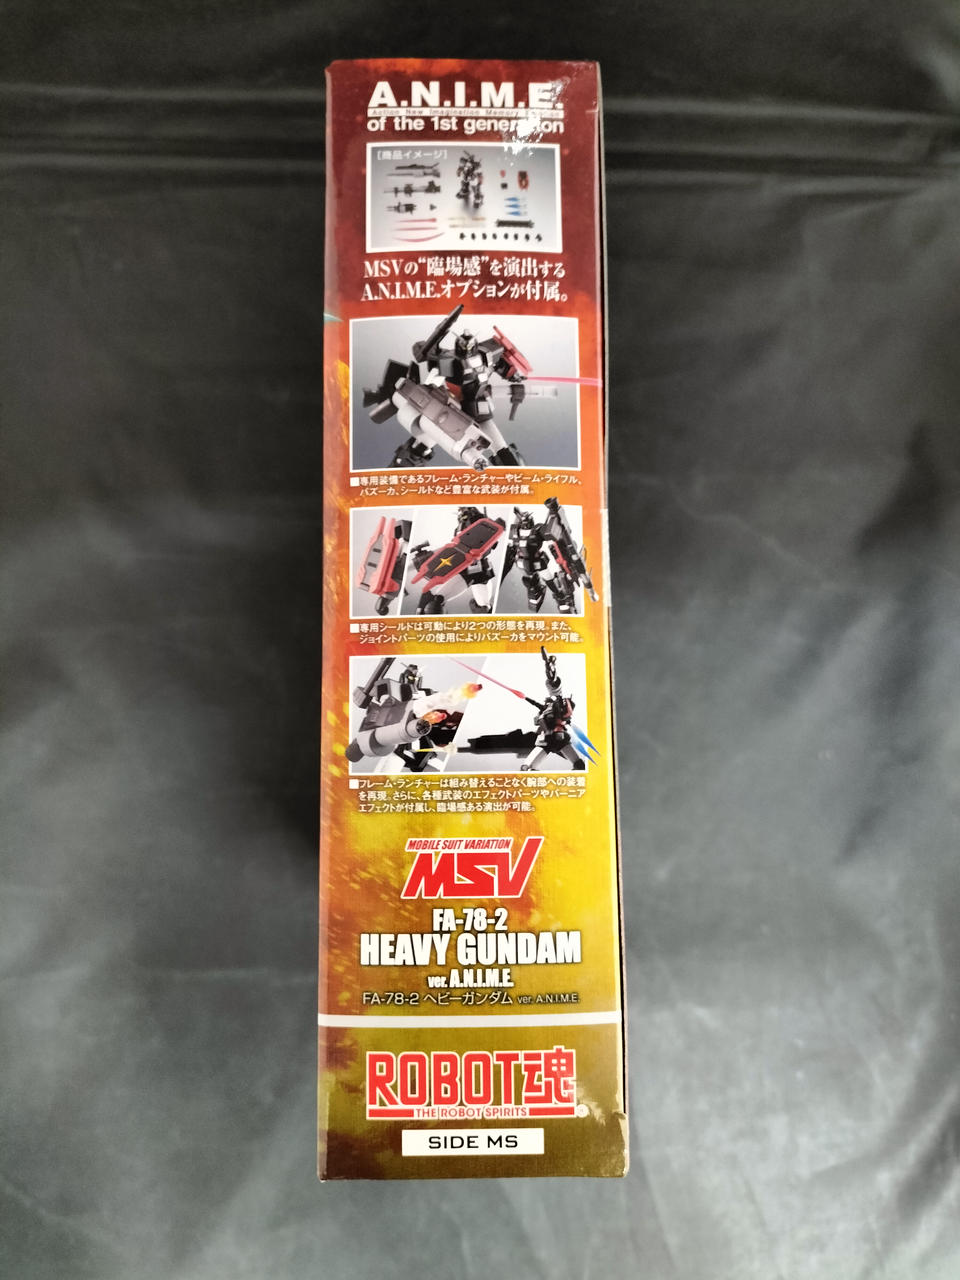 A.N.I.M.E.
Action New Imagination Memory
of the 1st generation
［商品イメージ］
MSVの“臨場感”を演出する
A.N.I.M.E.オプションが付属。
■専用装備であるフレーム・ランチャーやビーム・ライフル、
バズーカ、シールドなど豊富な武装が付属。
■専用シールドは可動により2つの形態を再現。また、
ジョイントパーツの使用によりバズーカをマウント可能。
■フレーム・ランチャーは組み替えることなく腕部への装着
を再現。さらに、各種武装のエフェクトパーツやバーニア
エフェクトが付属し、臨場感ある演出が可能。
MOBILE SUIT VARIATION
MSV
FA-78-2
HEAVY GUNDAM
ver. A.N.I.M.E.
FA-78-2 ヘビーガンダム ver. A.N.I.M.E.
ROBOT魂
THE ROBOT SPIRITS
SIDE MS